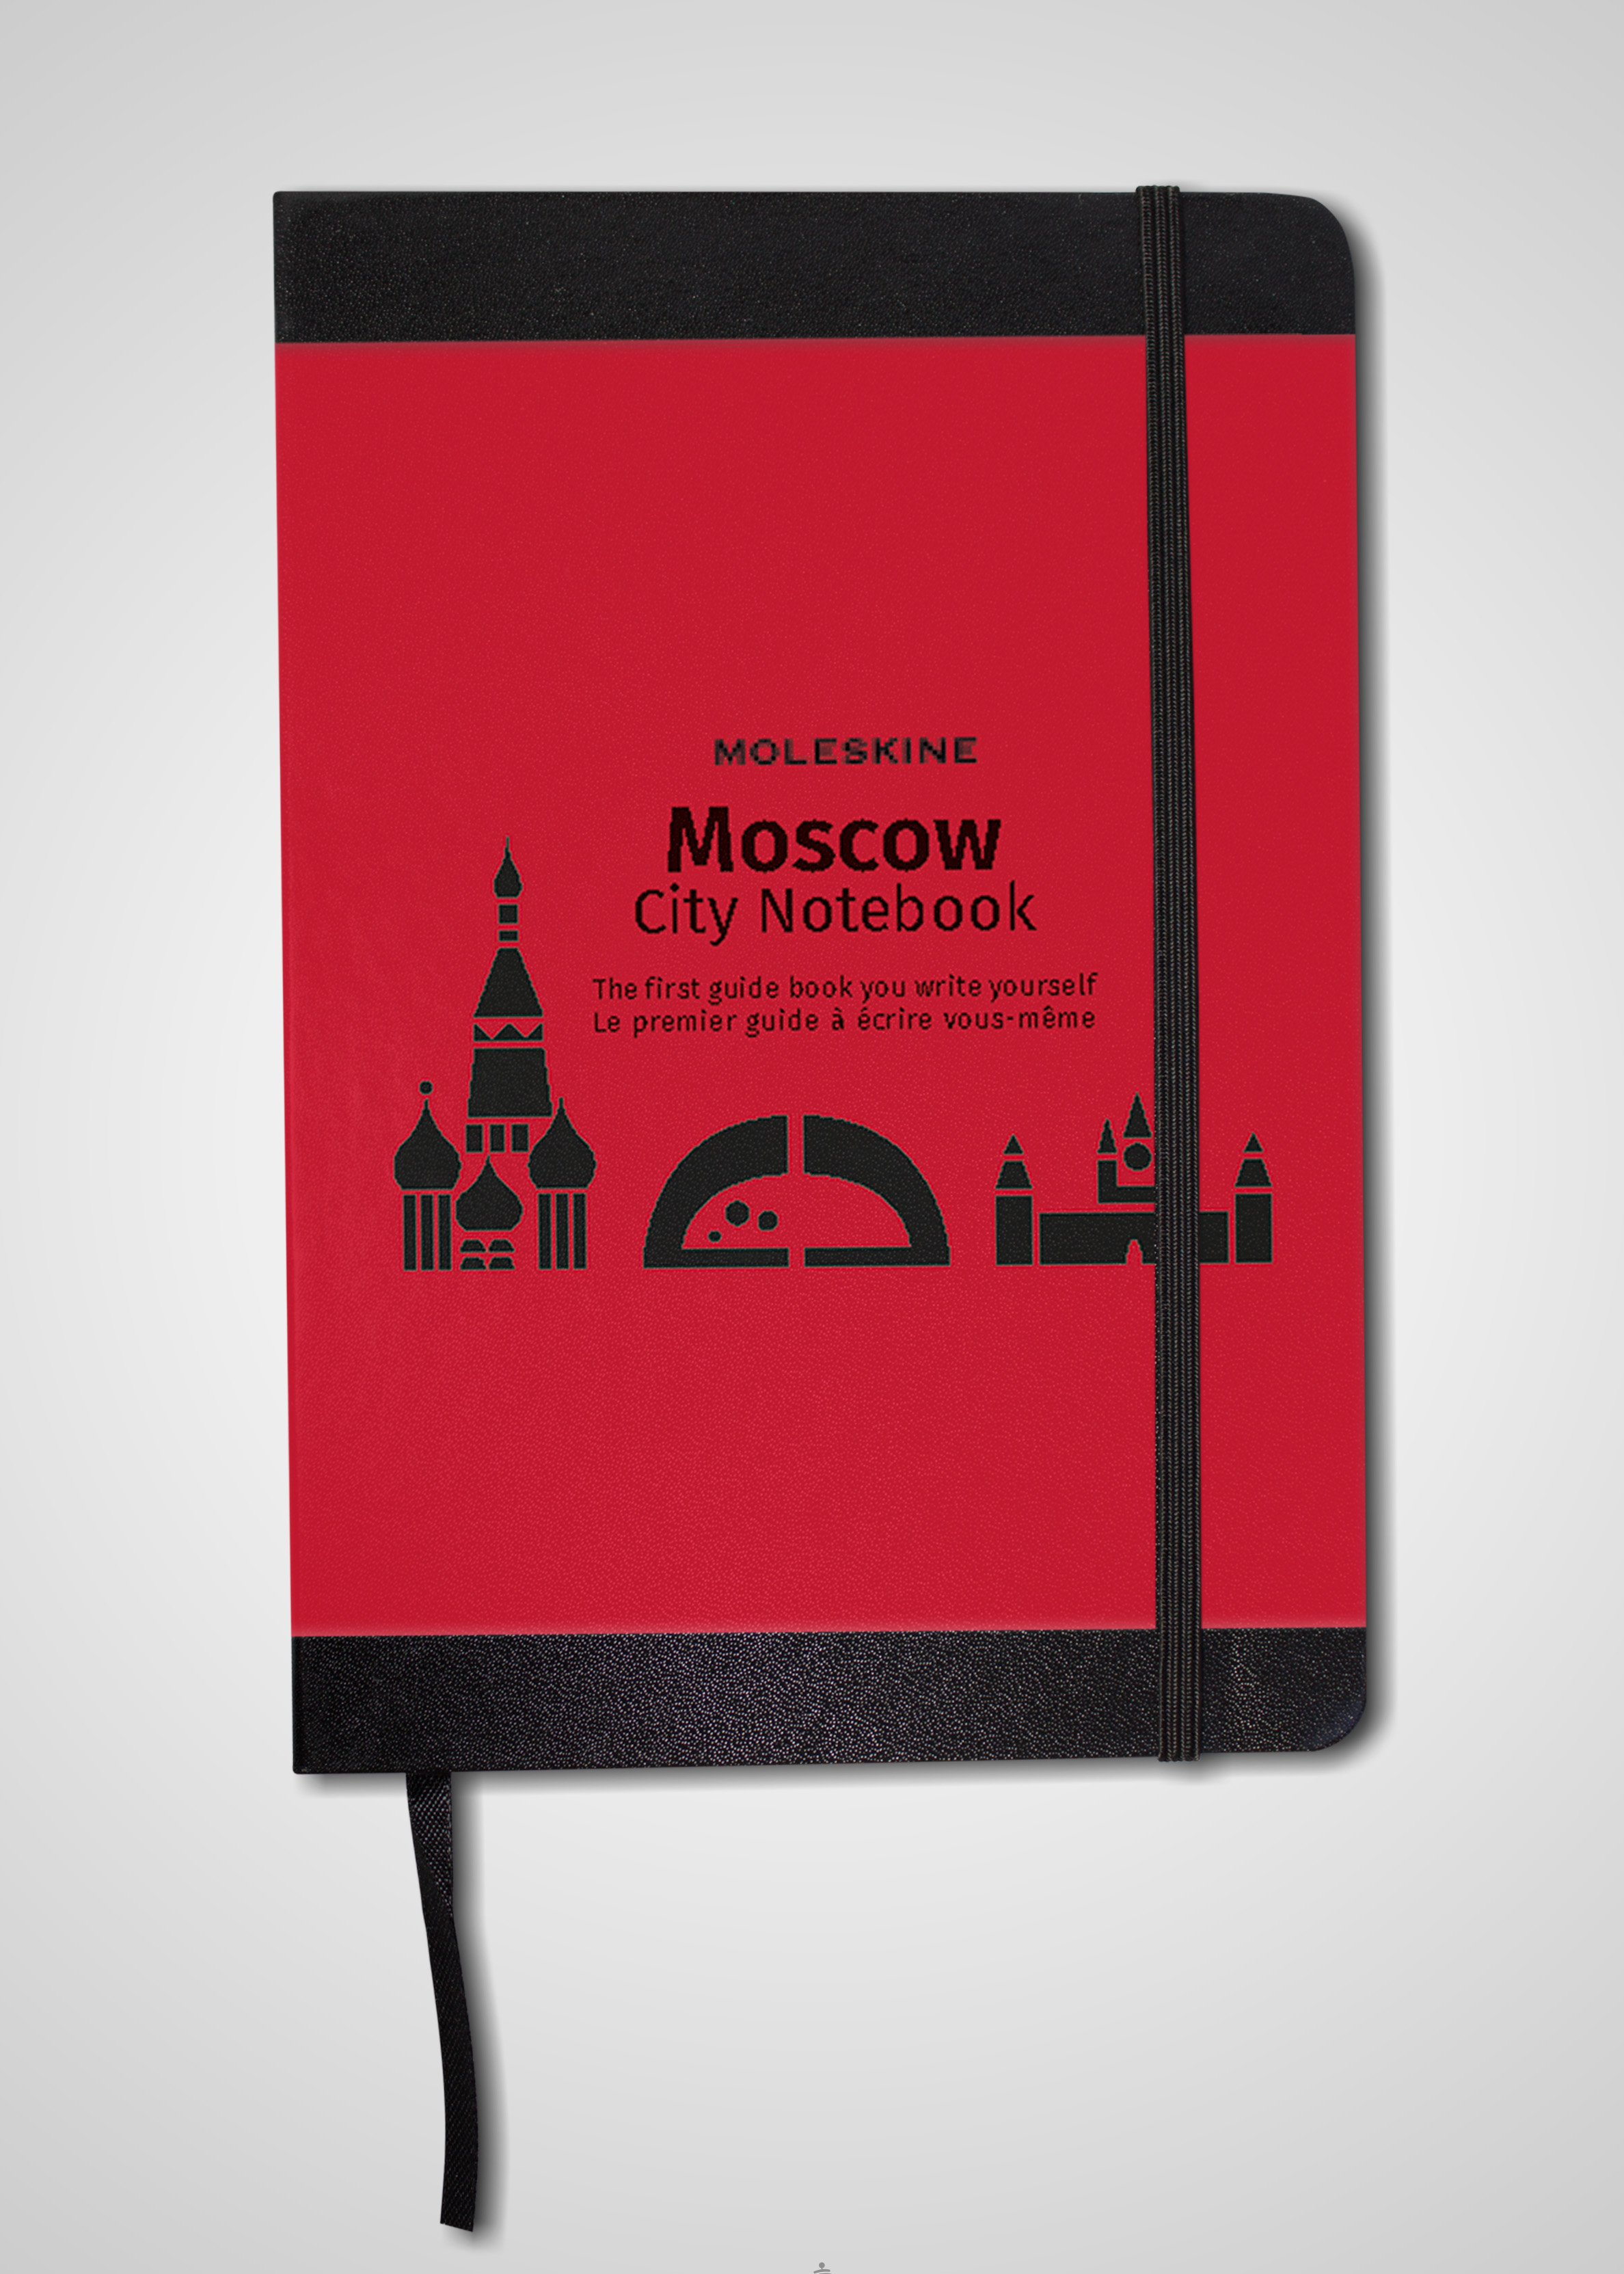 MOLESKINE
Moscow
City Notebook
The first guide book you write yourself
Le premier guide à écrire vous-même